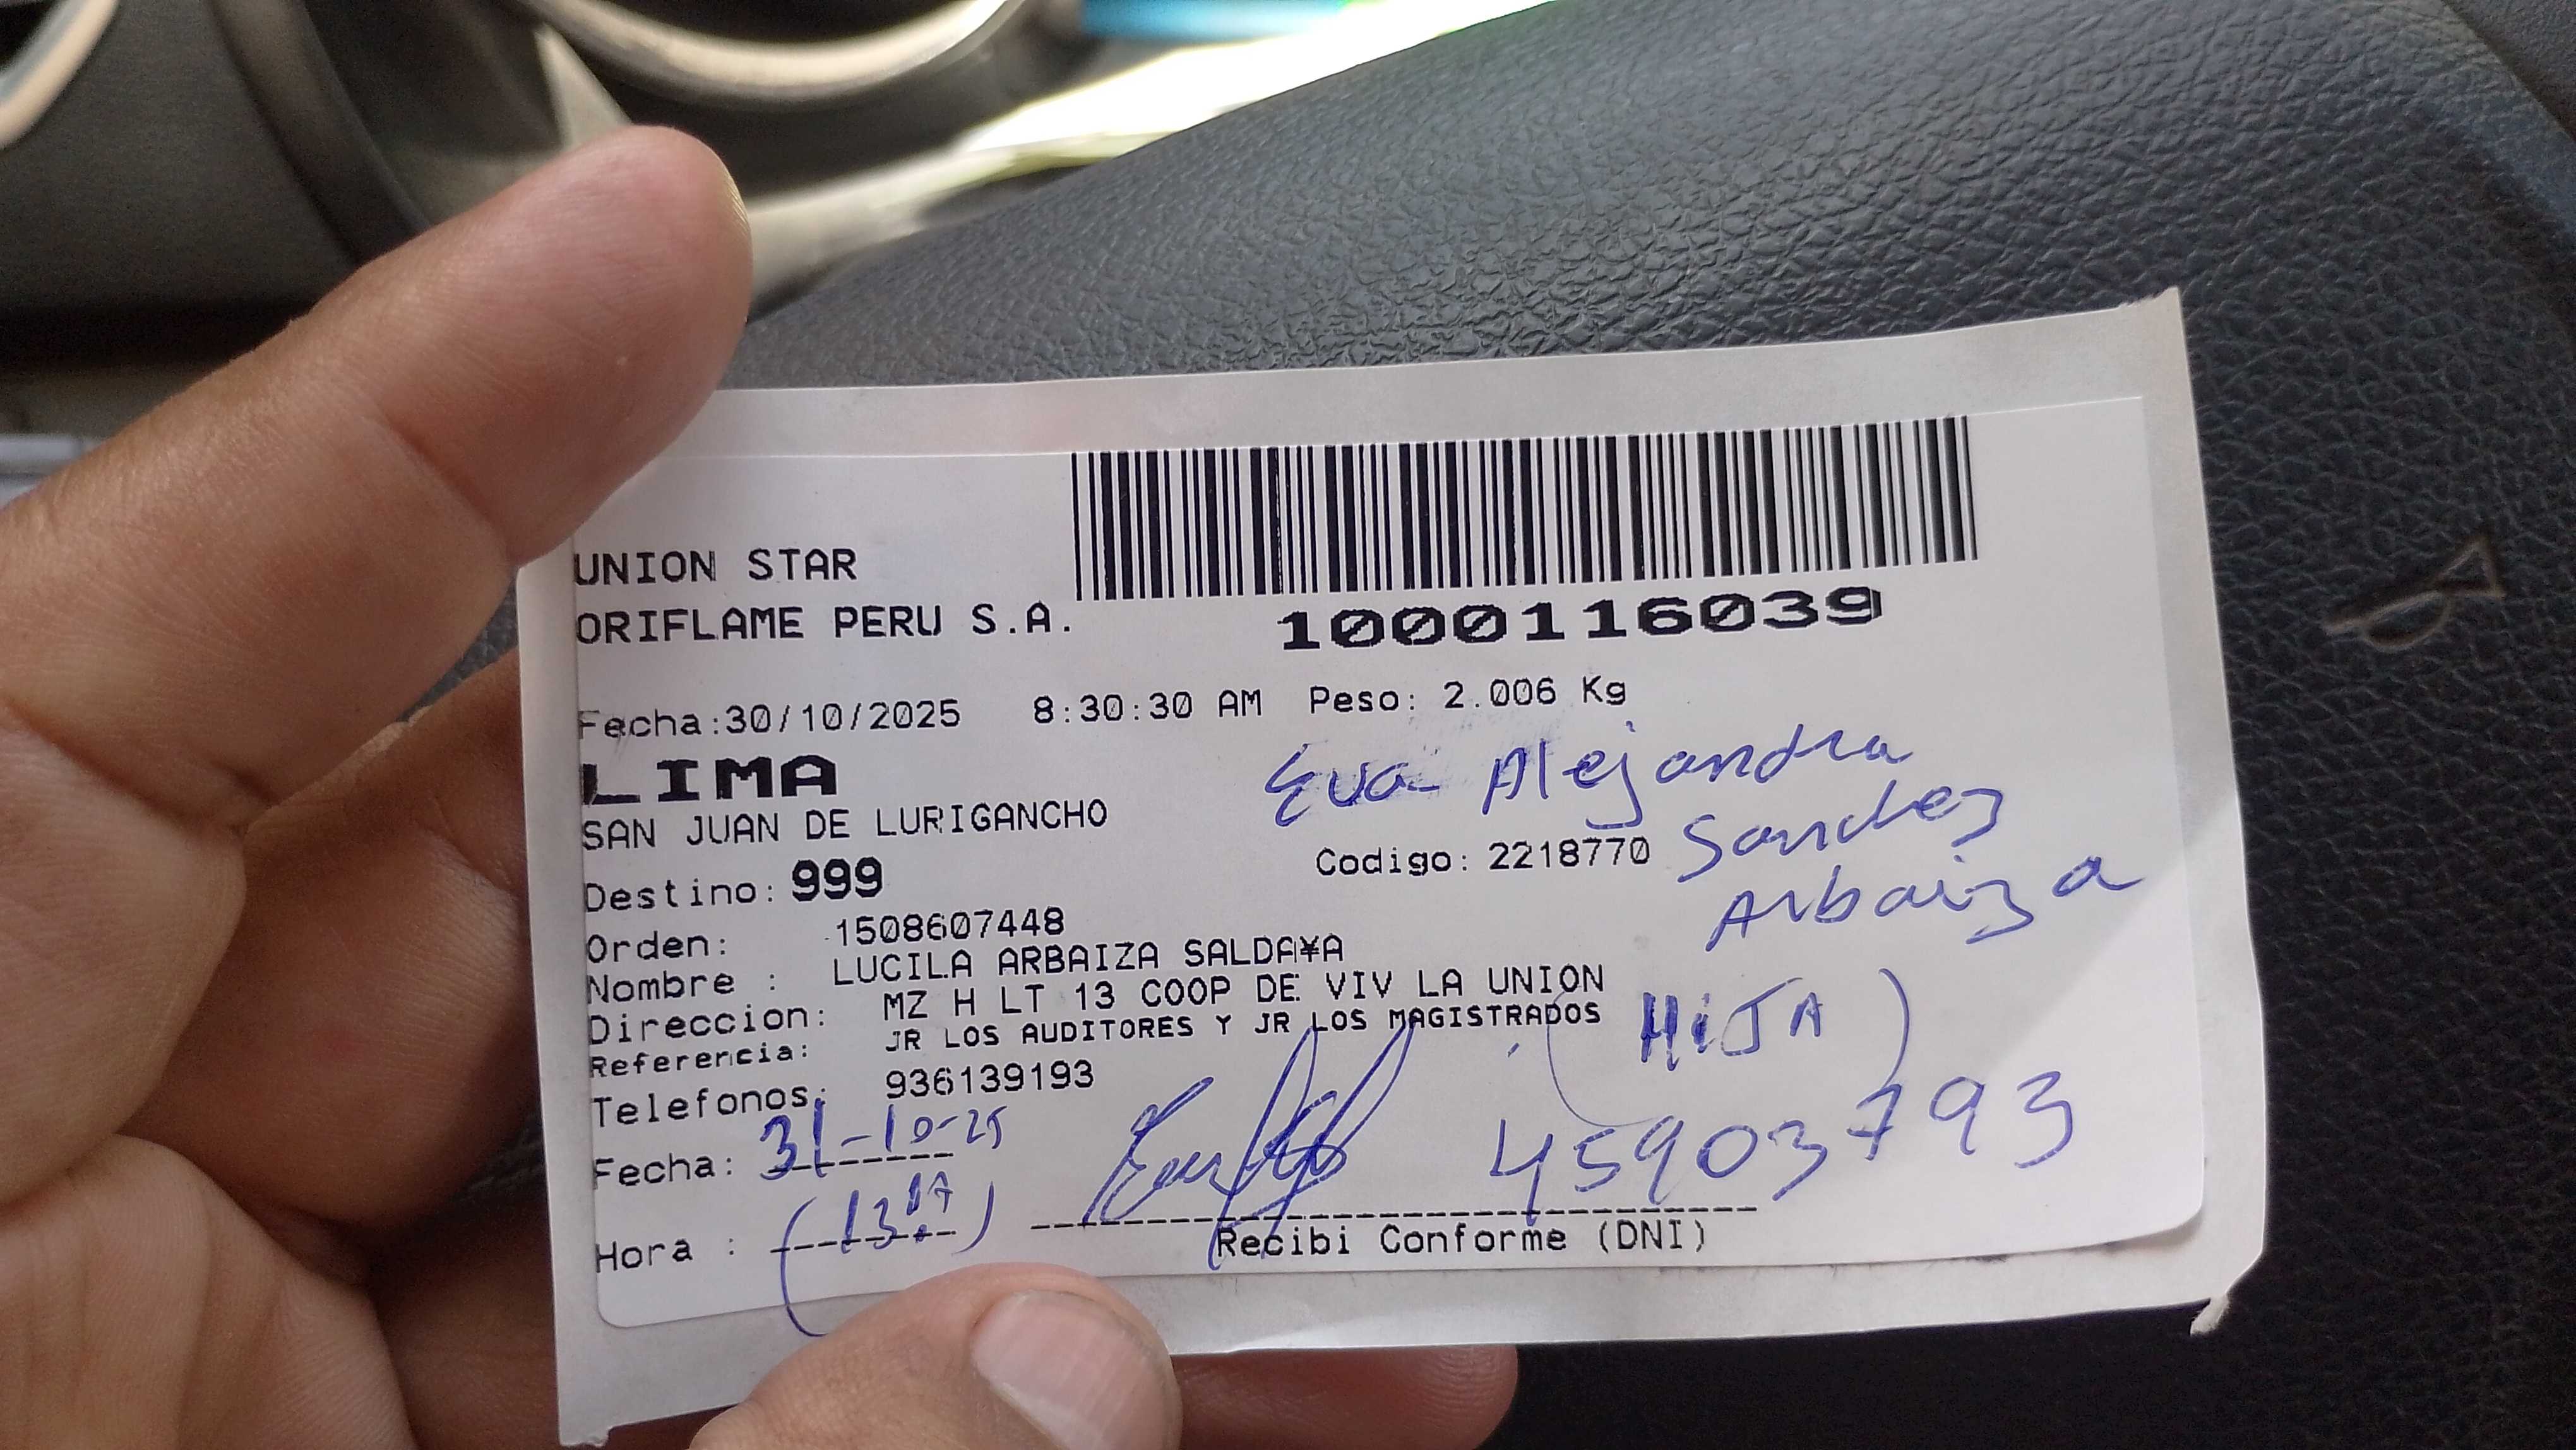 UNION STAR
ORIFLAME PERU S.A.
1000116039
Fecha:30/10/2025 8:30:30 AM Peso: 2.006 Kg
LIMA
Eva Alejandra
SAN JUAN DE LURIGANCHO
Sanchez
Destino: 999 Codigo: 2218770
Arbaiza
Orden: 1508607448
Nombre : LUCILA ARBAIZA SALDA¥A
Direccion: MZ H LT 13 COOP DE VIV LA UNION
Referencia: JR LOS AUDITORES Y JR LOS MAGISTRADOS
(HiJA)
Telefonos: 936139193
Fecha: 31-10-25
45903793
Hora : (13:17)
Recibi Conforme (DNI)